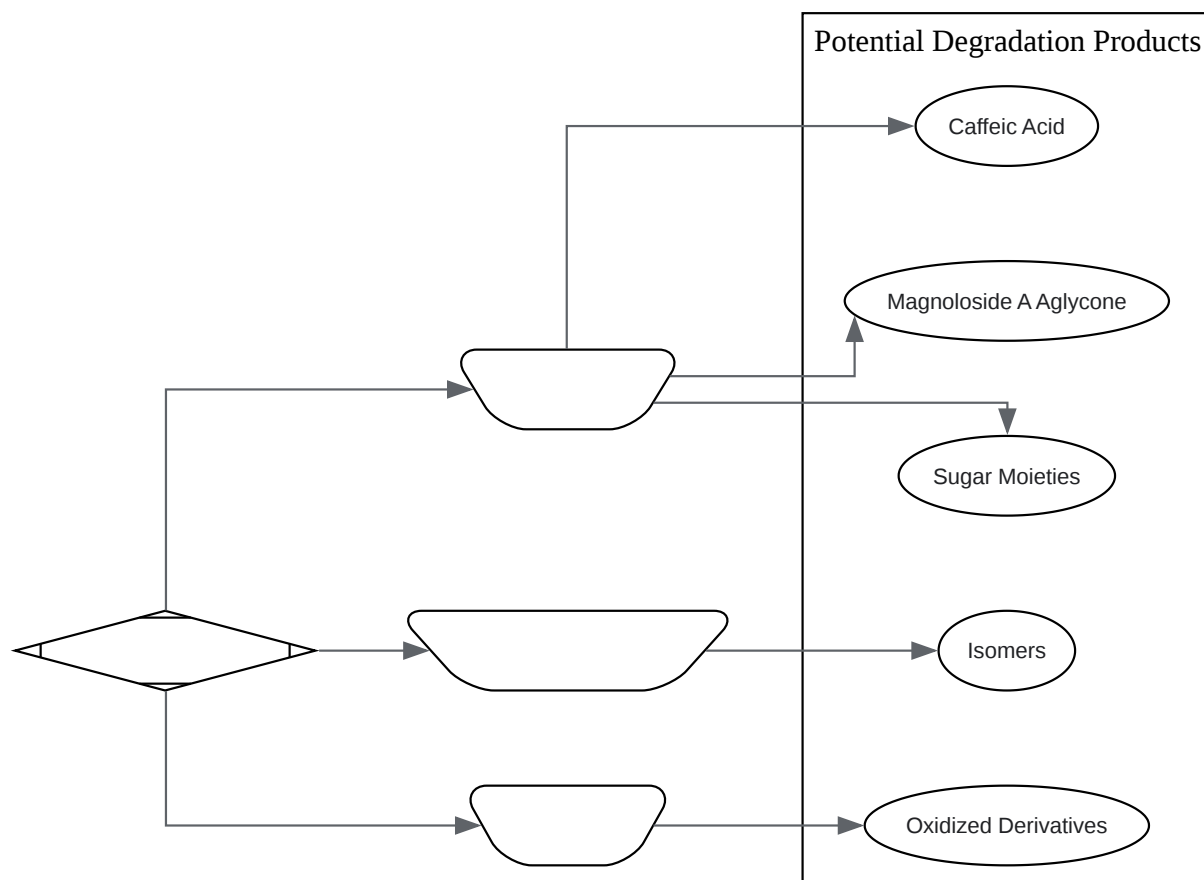 Potential Degradation Products
Caffeic Acid
Magnoloside A Aglycone
Sugar Moieties
Isomers
Oxidized Derivatives